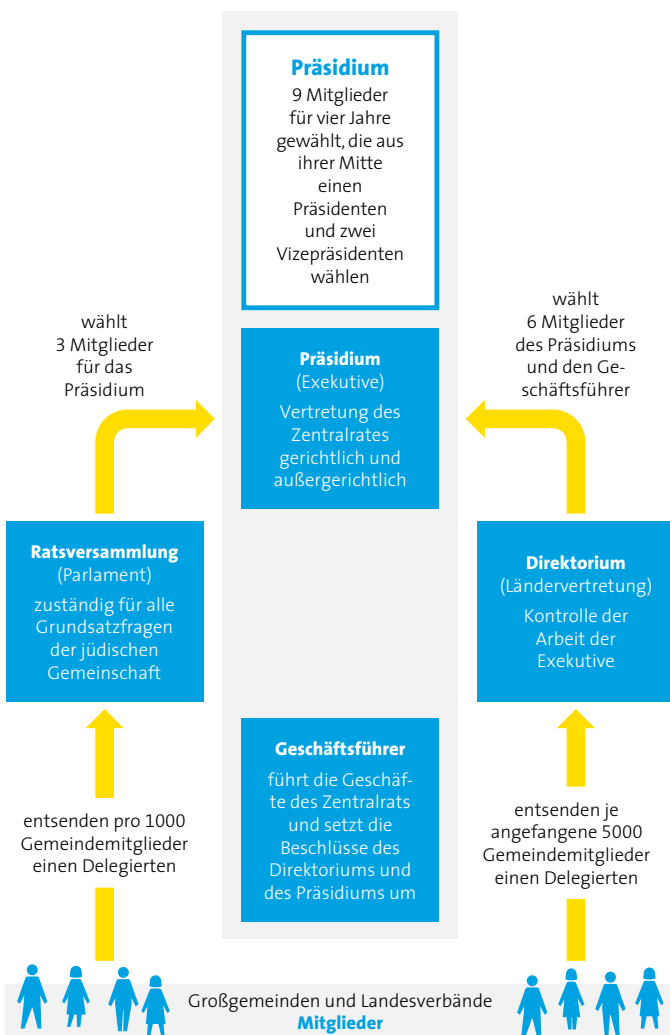 Präsidium
9 Mitglieder
für vier Jahre
gewählt, die aus
ihrer Mitte
einen
Präsidenten
und zwei
Vizepräsidenten
wählen
wählt
3 Mitglieder
für das
Präsidium
wählt
6 Mitglieder
des Präsidiums
und den Ge-
schäftsführer
Präsidium
(Exekutive)
Vertretung des
Zentralrates
gerichtlich und
außergerichtlich
Ratsversammlung
(Parlament)
zuständig für alle
Grundsatzfragen
der jüdischen
Gemeinschaft
Direktorium
(Ländervertretung)
Kontrolle der
Arbeit der
Exekutive
Geschäftsführer
führt die Geschäf-
te des Zentralrats
und setzt die
Beschlüsse des
Direktoriums und
des Präsidiums um
entsenden pro 1000
Gemeindemitglieder
einen Delegierten
entsenden je
angefangene 5000
Gemeindemitglieder
einen Delegierten
Großgemeinden und Landesverbände
Mitglieder